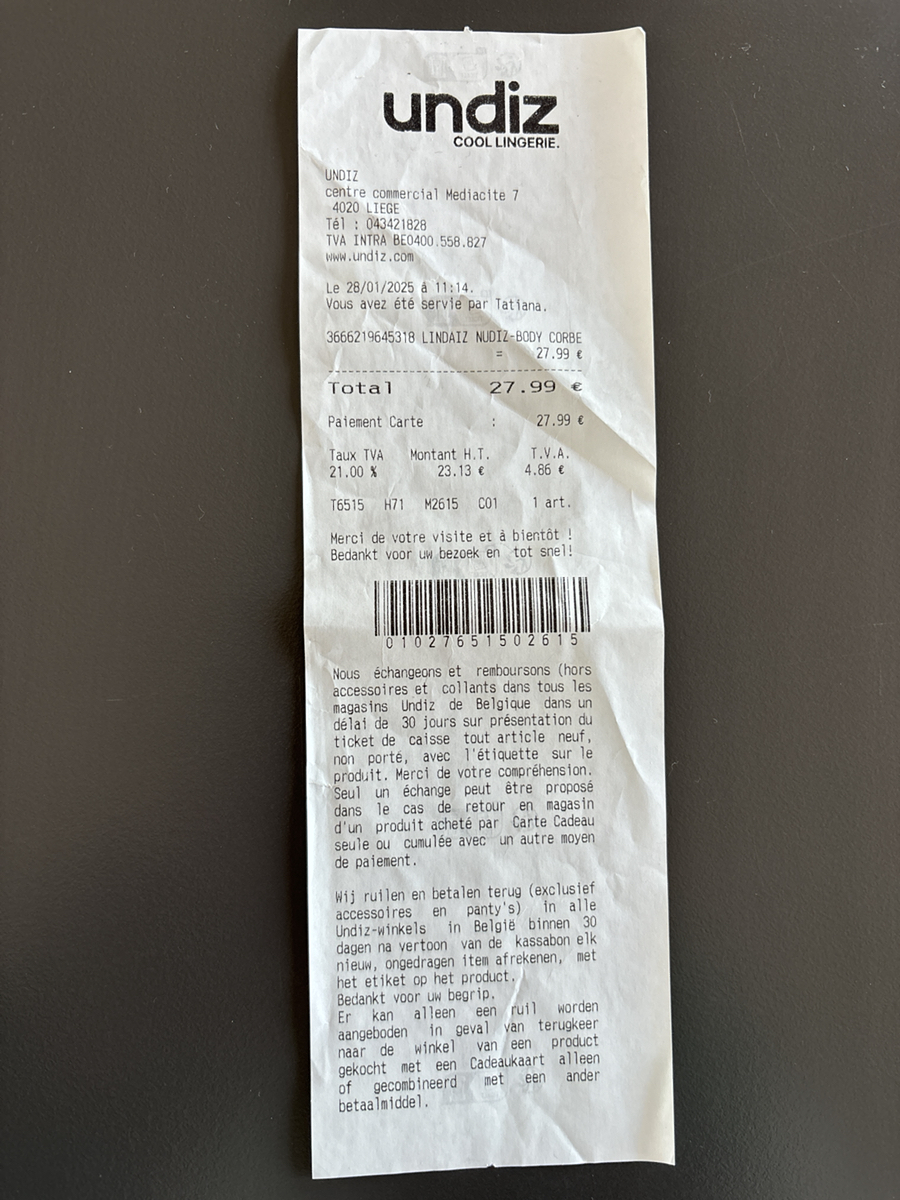 undiz
COOL LINGERIE.
UNDIZ
centre commercial Mediacite 7
4020 LIEGE
Tél : 043421828
TVA INTRA BE0400.558.827
www.undiz.com
Le 28/01/2025 à 11:14.
Vous avez été servie par Tatiana.
3666219645318 LINDAIZ NUDIZ-BODY CORBE
= 27.99 €
Total 27.99 €
Paiement Carte : 27.99 €
Taux TVA Montant H.T. T.V.A.
21.00 % 23.13 € 4.86 €
T6515 H71 M2615 C01 1 art.
Merci de votre visite et à bientôt !
Bedankt voor uw bezoek en tot snel!
01027651502615
Nous échangeons et remboursons (hors
accessoires et collants dans tous les
magasins Undiz de Belgique dans un
délai de 30 jours sur présentation du
ticket de caisse tout article neuf,
non porté, avec l'étiquette sur le
produit. Merci de votre compréhension.
Seul un échange peut être proposé
dans le cas de retour en magasin
d'un produit acheté par Carte Cadeau
seule ou cumulée avec un autre moyen
de paiement.
Wij ruilen en betalen terug (exclusief
accessoires en panty's) in alle
Undiz-winkels in België binnen 30
dagen na vertoon van de kassabon elk
nieuw, ongedragen item afrekenen, met
het etiket op het product.
Bedankt voor uw begrip.
Er kan alleen een ruil worden
aangeboden in geval van terugkeer
naar de winkel van een product
gekocht met een Cadeaukaart alleen
of gecombineerd met een ander
betaalmiddel.